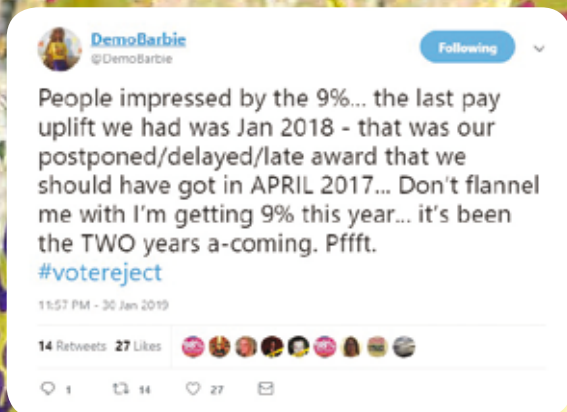 DemoBarbie
@DemoBarbie
Following
People impressed by the 9%... the last pay
uplift we had was Jan 2018 - that was our
postponed/delayed/late award that we
should have got in APRIL 2017... Don't flannel
me with I'm getting 9% this year... it's been
the TWO years a-coming. Pffft.
#votereject
11:57 PM - 30 Jan 2019
14 Retweets 27 Likes
1 14 27